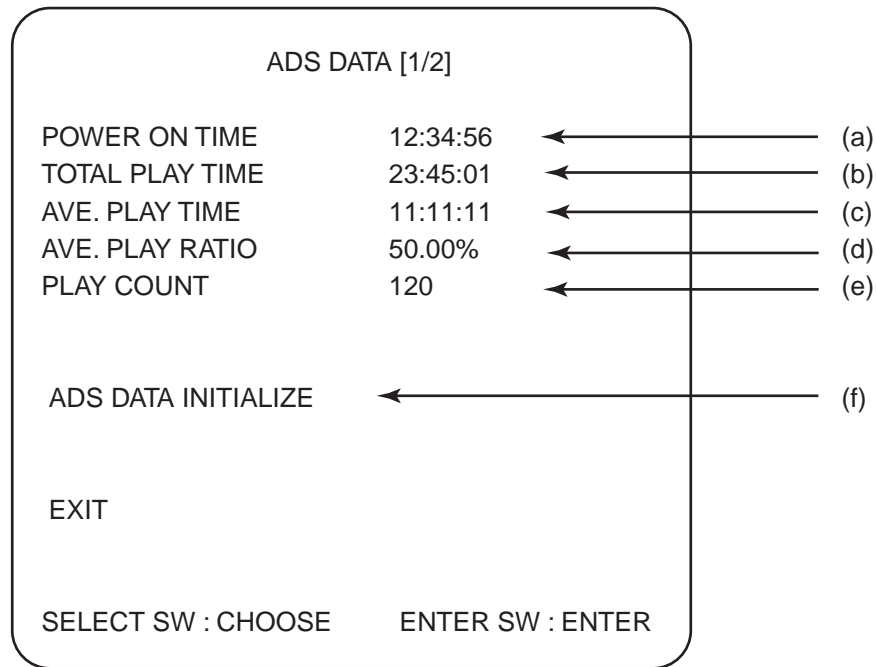 ADS DATA [1/2]
POWER ON TIME 12:34:56 (a)
TOTAL PLAY TIME 23:45:01 (b)
AVE. PLAY TIME 11:11:11 (c)
AVE. PLAY RATIO 50.00% (d)
PLAY COUNT 120 (e)
ADS DATA INITIALIZE (f)
EXIT
SELECT SW : CHOOSE ENTER SW : ENTER